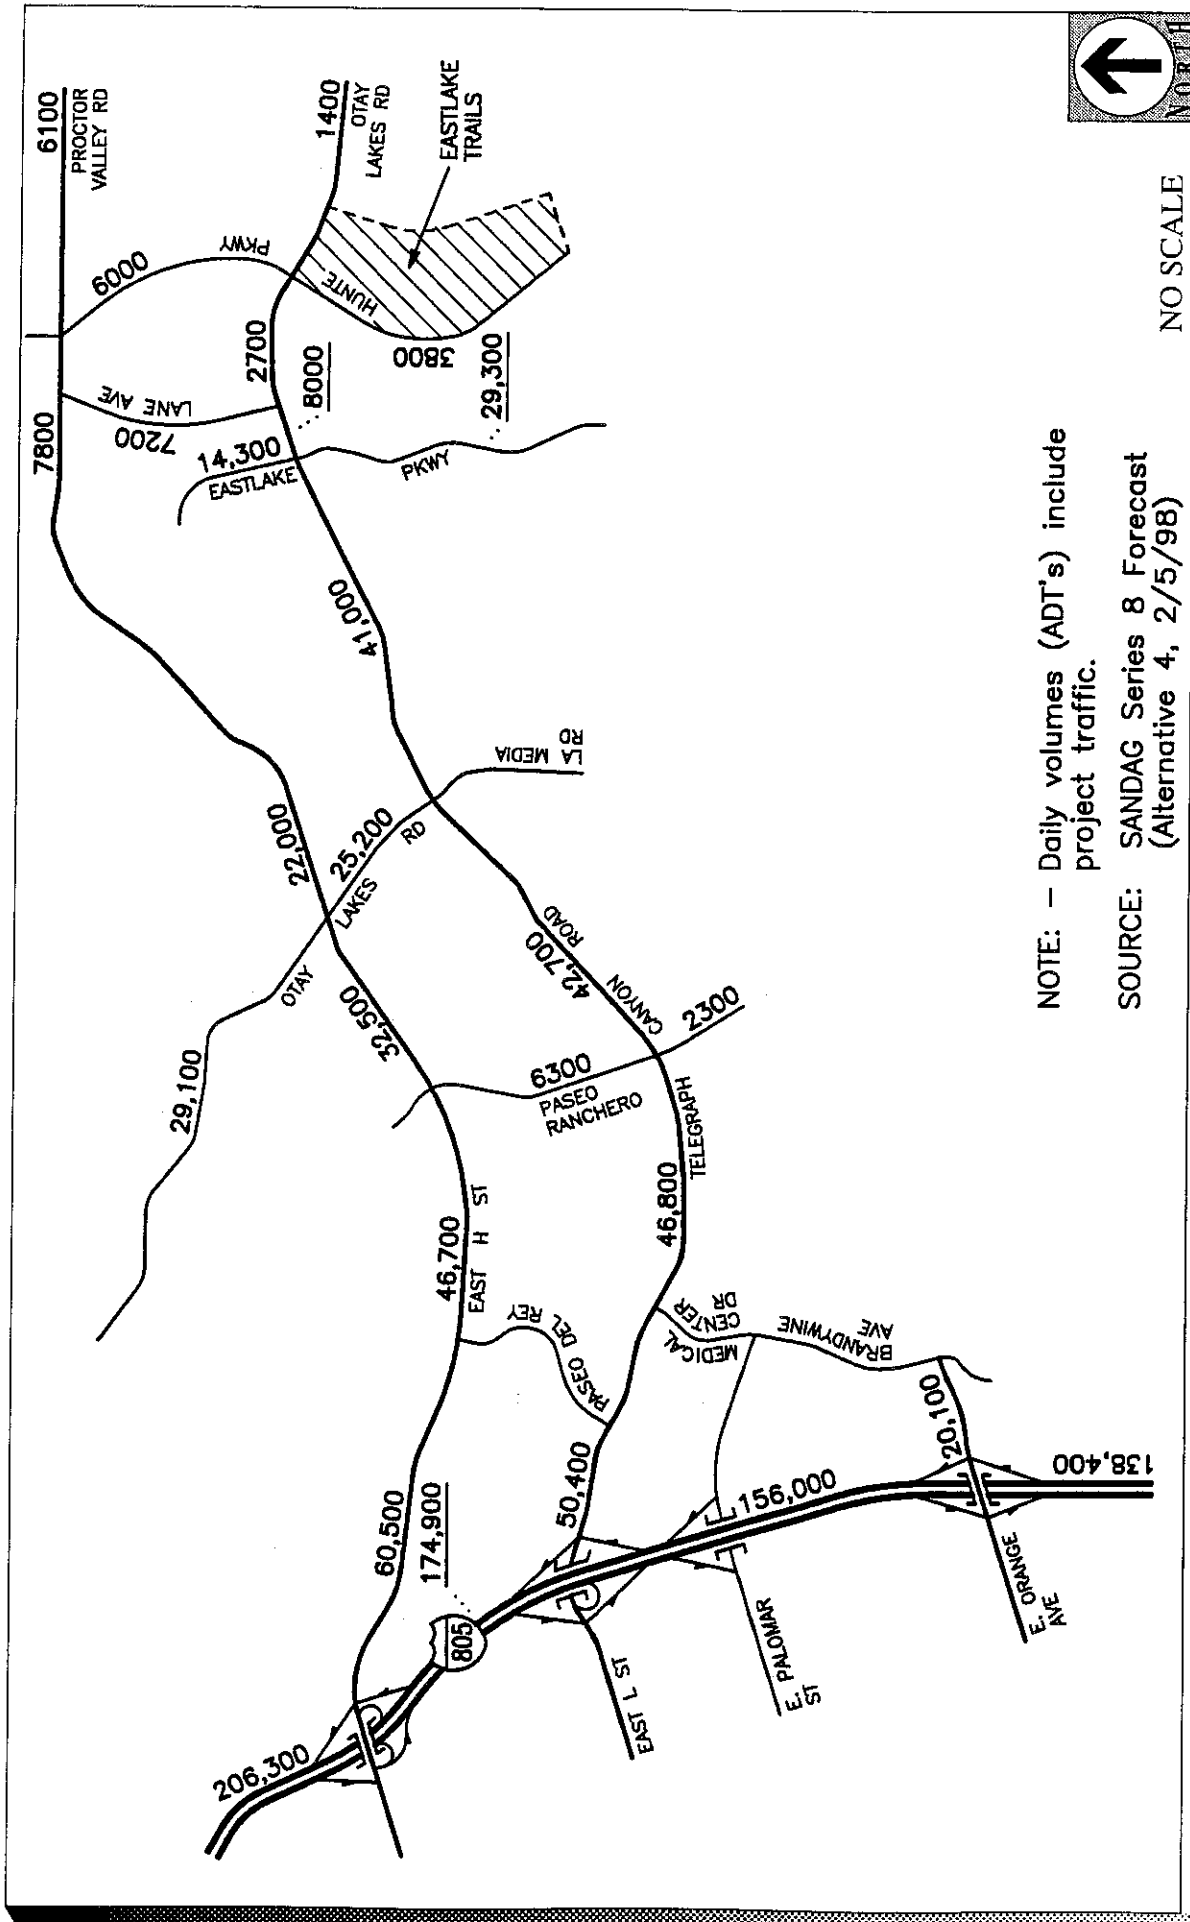 6100
PROCTOR
VALLEY RD
1400
OTAY
LAKES RD
EASTLAKE
TRAILS
6000
HUNTE
PKWY
7800
2700
3800
LANE AVE
7200
8000
29,300
14,300
EASTLAKE
PKWY
41,000
LA MEDIA
RD
22,000
25,200
OTAY
LAKES
RD
29,100
32,500
42,700
6300
PASEO
RANCHERO
2300
TELEGRAPH
CANYON
ROAD
46,700
EAST H ST
46,800
PASEO DEL
REY
MEDICAL
CENTER
DR
BRANDYWINE
AVE
60,500
174,900
50,400
20,100
805
156,000
138,400
206,300
EAST L ST
E. PALOMAR
ST
E. ORANGE
AVE
NOTE: - Daily volumes (ADT's) include
project traffic.
SOURCE: SANDAG Series 8 Forecast
(Alternative 4, 2/5/98)
NO SCALE
NORTH